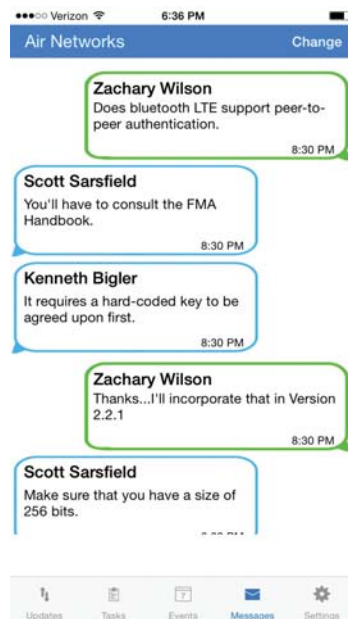 Verizon 6:36 PM
Air Networks Change
Zachary Wilson
Does bluetooth LTE support peer-to-
peer authentication.
8:30 PM
Scott Sarsfield
You'll have to consult the FMA
Handbook.
8:30 PM
Kenneth Bigler
It requires a hard-coded key to be
agreed upon first.
8:30 PM
Zachary Wilson
Thanks...I'll incorporate that in Version
2.2.1
8:30 PM
Scott Sarsfield
Make sure that you have a size of
256 bits.
Updates Tasks Events Messages Settings